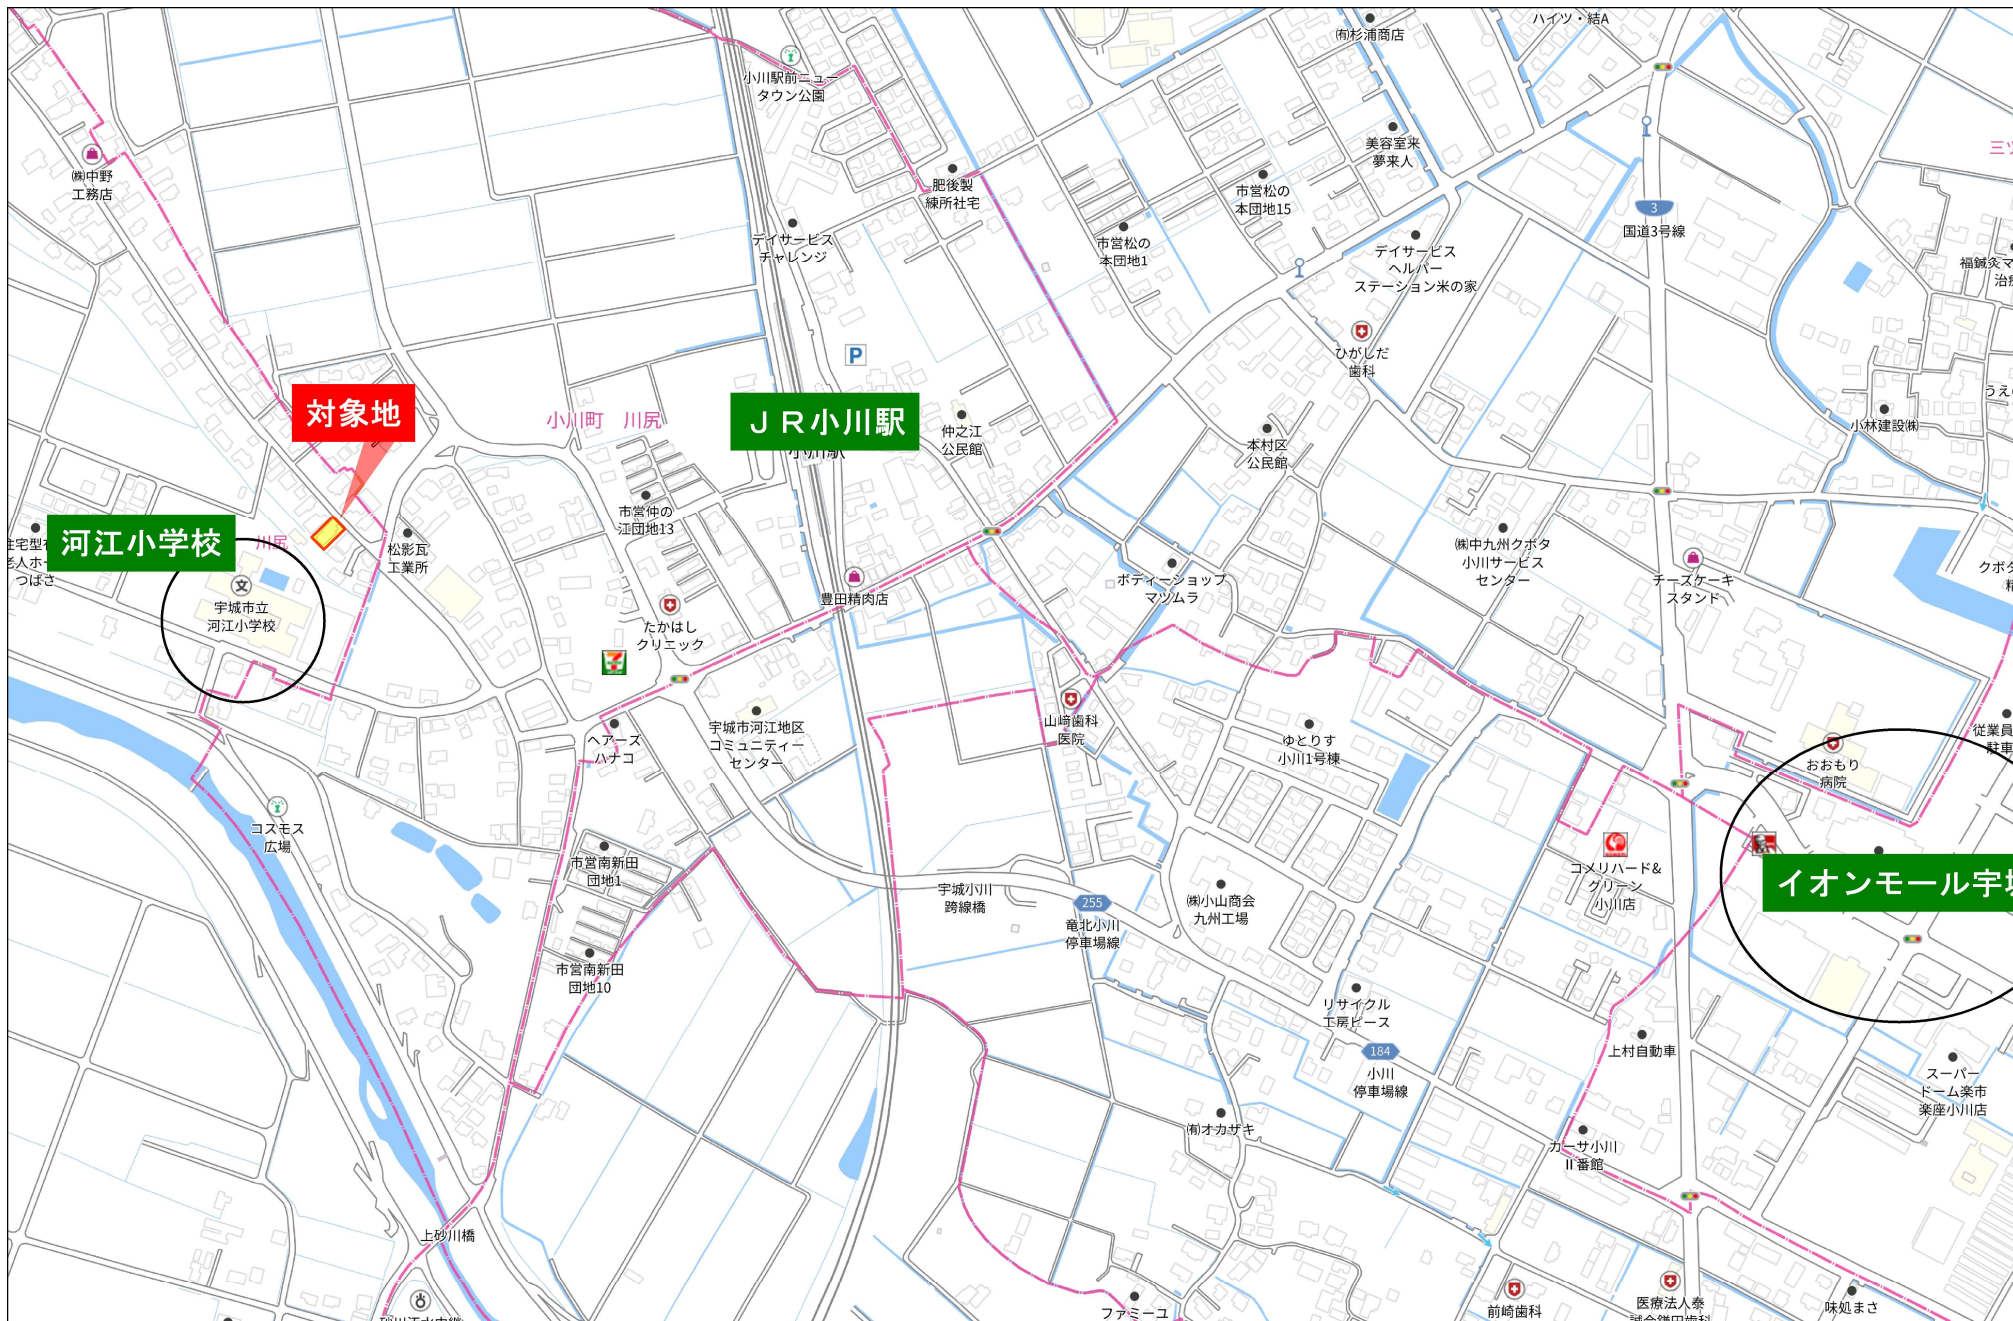 ハイツ・結A
㈲杉浦商店
小川駅前ニュー
タウン公園
㈱中野
工務店
美容室来
夢来人
肥後製
練所社宅
市営松の
本団地15
3
国道3号線
デイサービス
チャレンジ
市営松の
本団地1
デイサービス
ヘルパー
ステーション米の家
P
ひがしだ
歯科
対象地
小川町 川尻
JR小川駅
仲之江
公民館
本村区
公民館
小林建設㈱
市営仲の
江団地13
河江小学校
川尻
松影瓦
工業所
つばさ
宇城市立
河江小学校
㈱中九州クボタ
小川サービス
センター
チーズケーキ
スタンド
ボディーショップ
マツムラ
豊田精肉店
たかはし
クリニック
7
ヘアーズ
ハナコ
宇城市河江地区
コミュニティー
センター
山﨑歯科
医院
ゆとりす
小川1号棟
おおもり
病院
コスモス
広場
市営南新田
団地1
コメリハード&
グリーン
小川店
イオンモール宇
宇城小川
跨線橋
255
竜北小川
停車場線
㈱小山商会
九州工場
市営南新田
団地10
リサイクル
工房ピース
184
小川
停車場線
上村自動車
スーパー
ドーム楽市
楽座小川店
㈲オカザキ
カーサ小川
Ⅱ番館
上砂川橋
ファミーユ
前崎歯科
医療法人泰
味処まさ